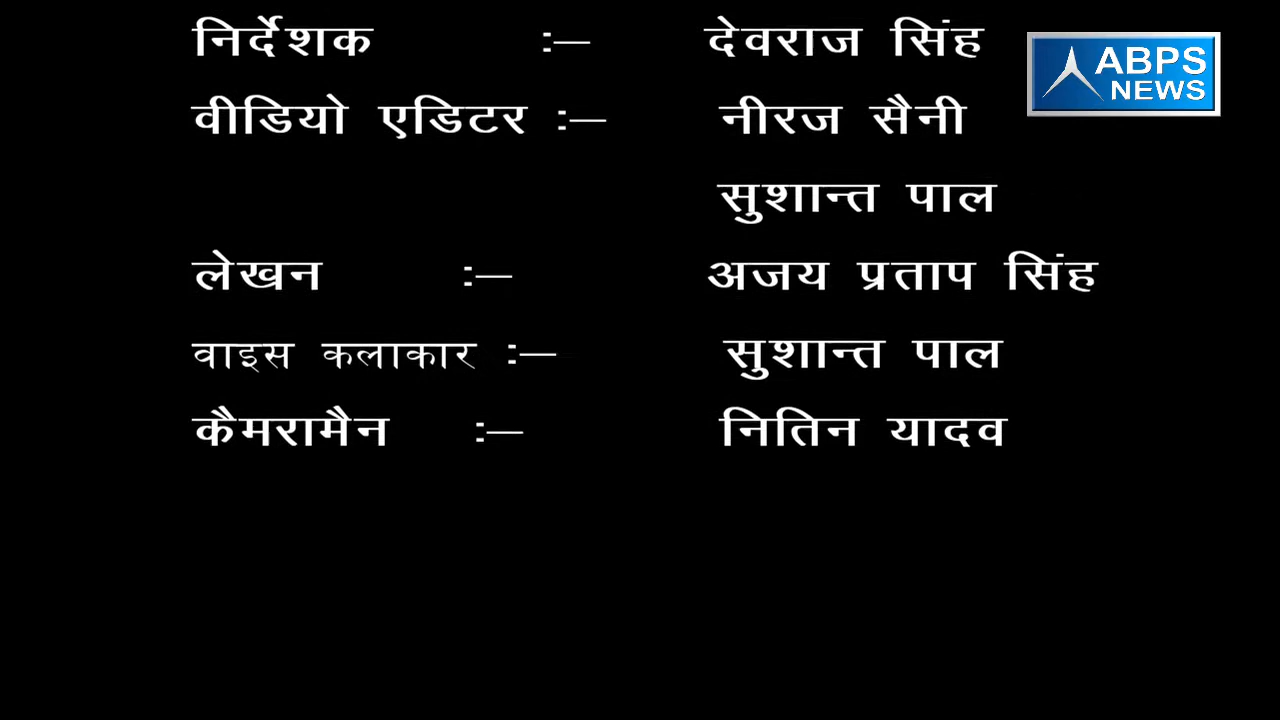 निर्देशक :— देवराज सिंह
ABPS
NEWS
वीडियो एडिटर :— नीरज सैनी
सुशान्त पाल
लेखन :— अजय प्रताप सिंह
वाइस कलाकार :— सुशान्त पाल
कैमरामैन :— नितिन यादव